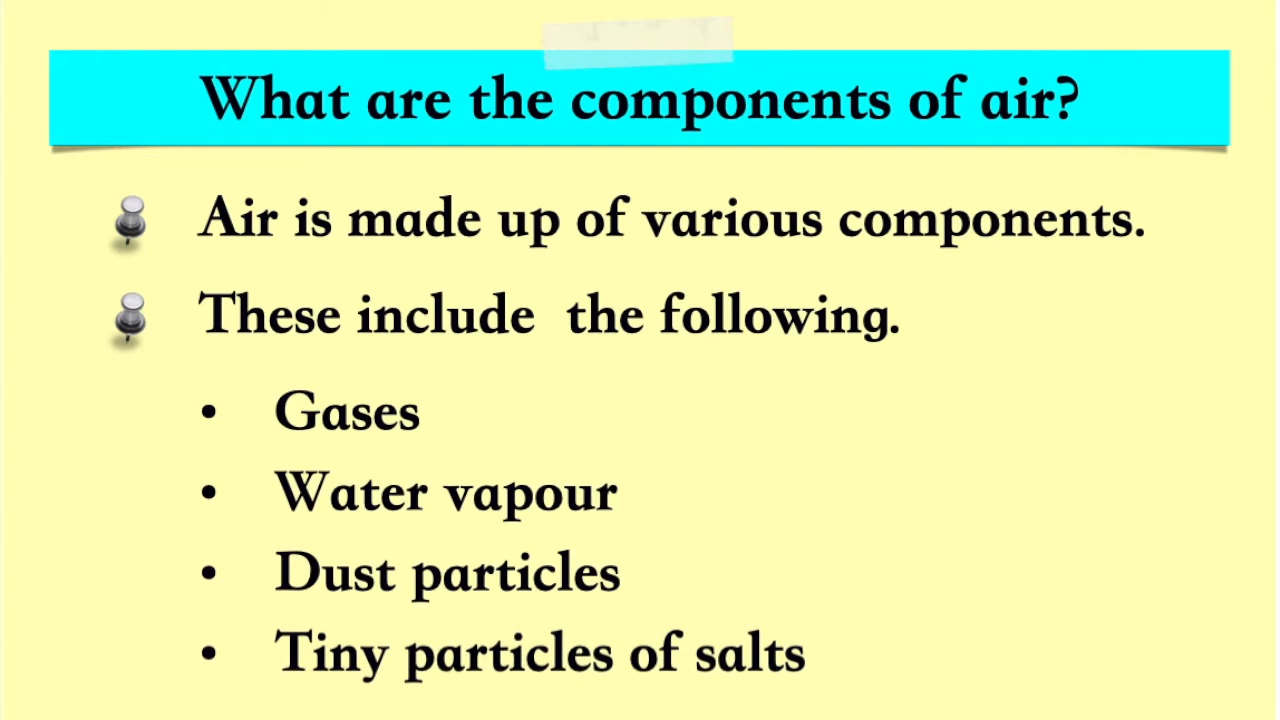 What are the components of air?
Air is made up of various components.
These include  the following.
• Gases
• Water vapour
• Dust particles
• Tiny particles of salts